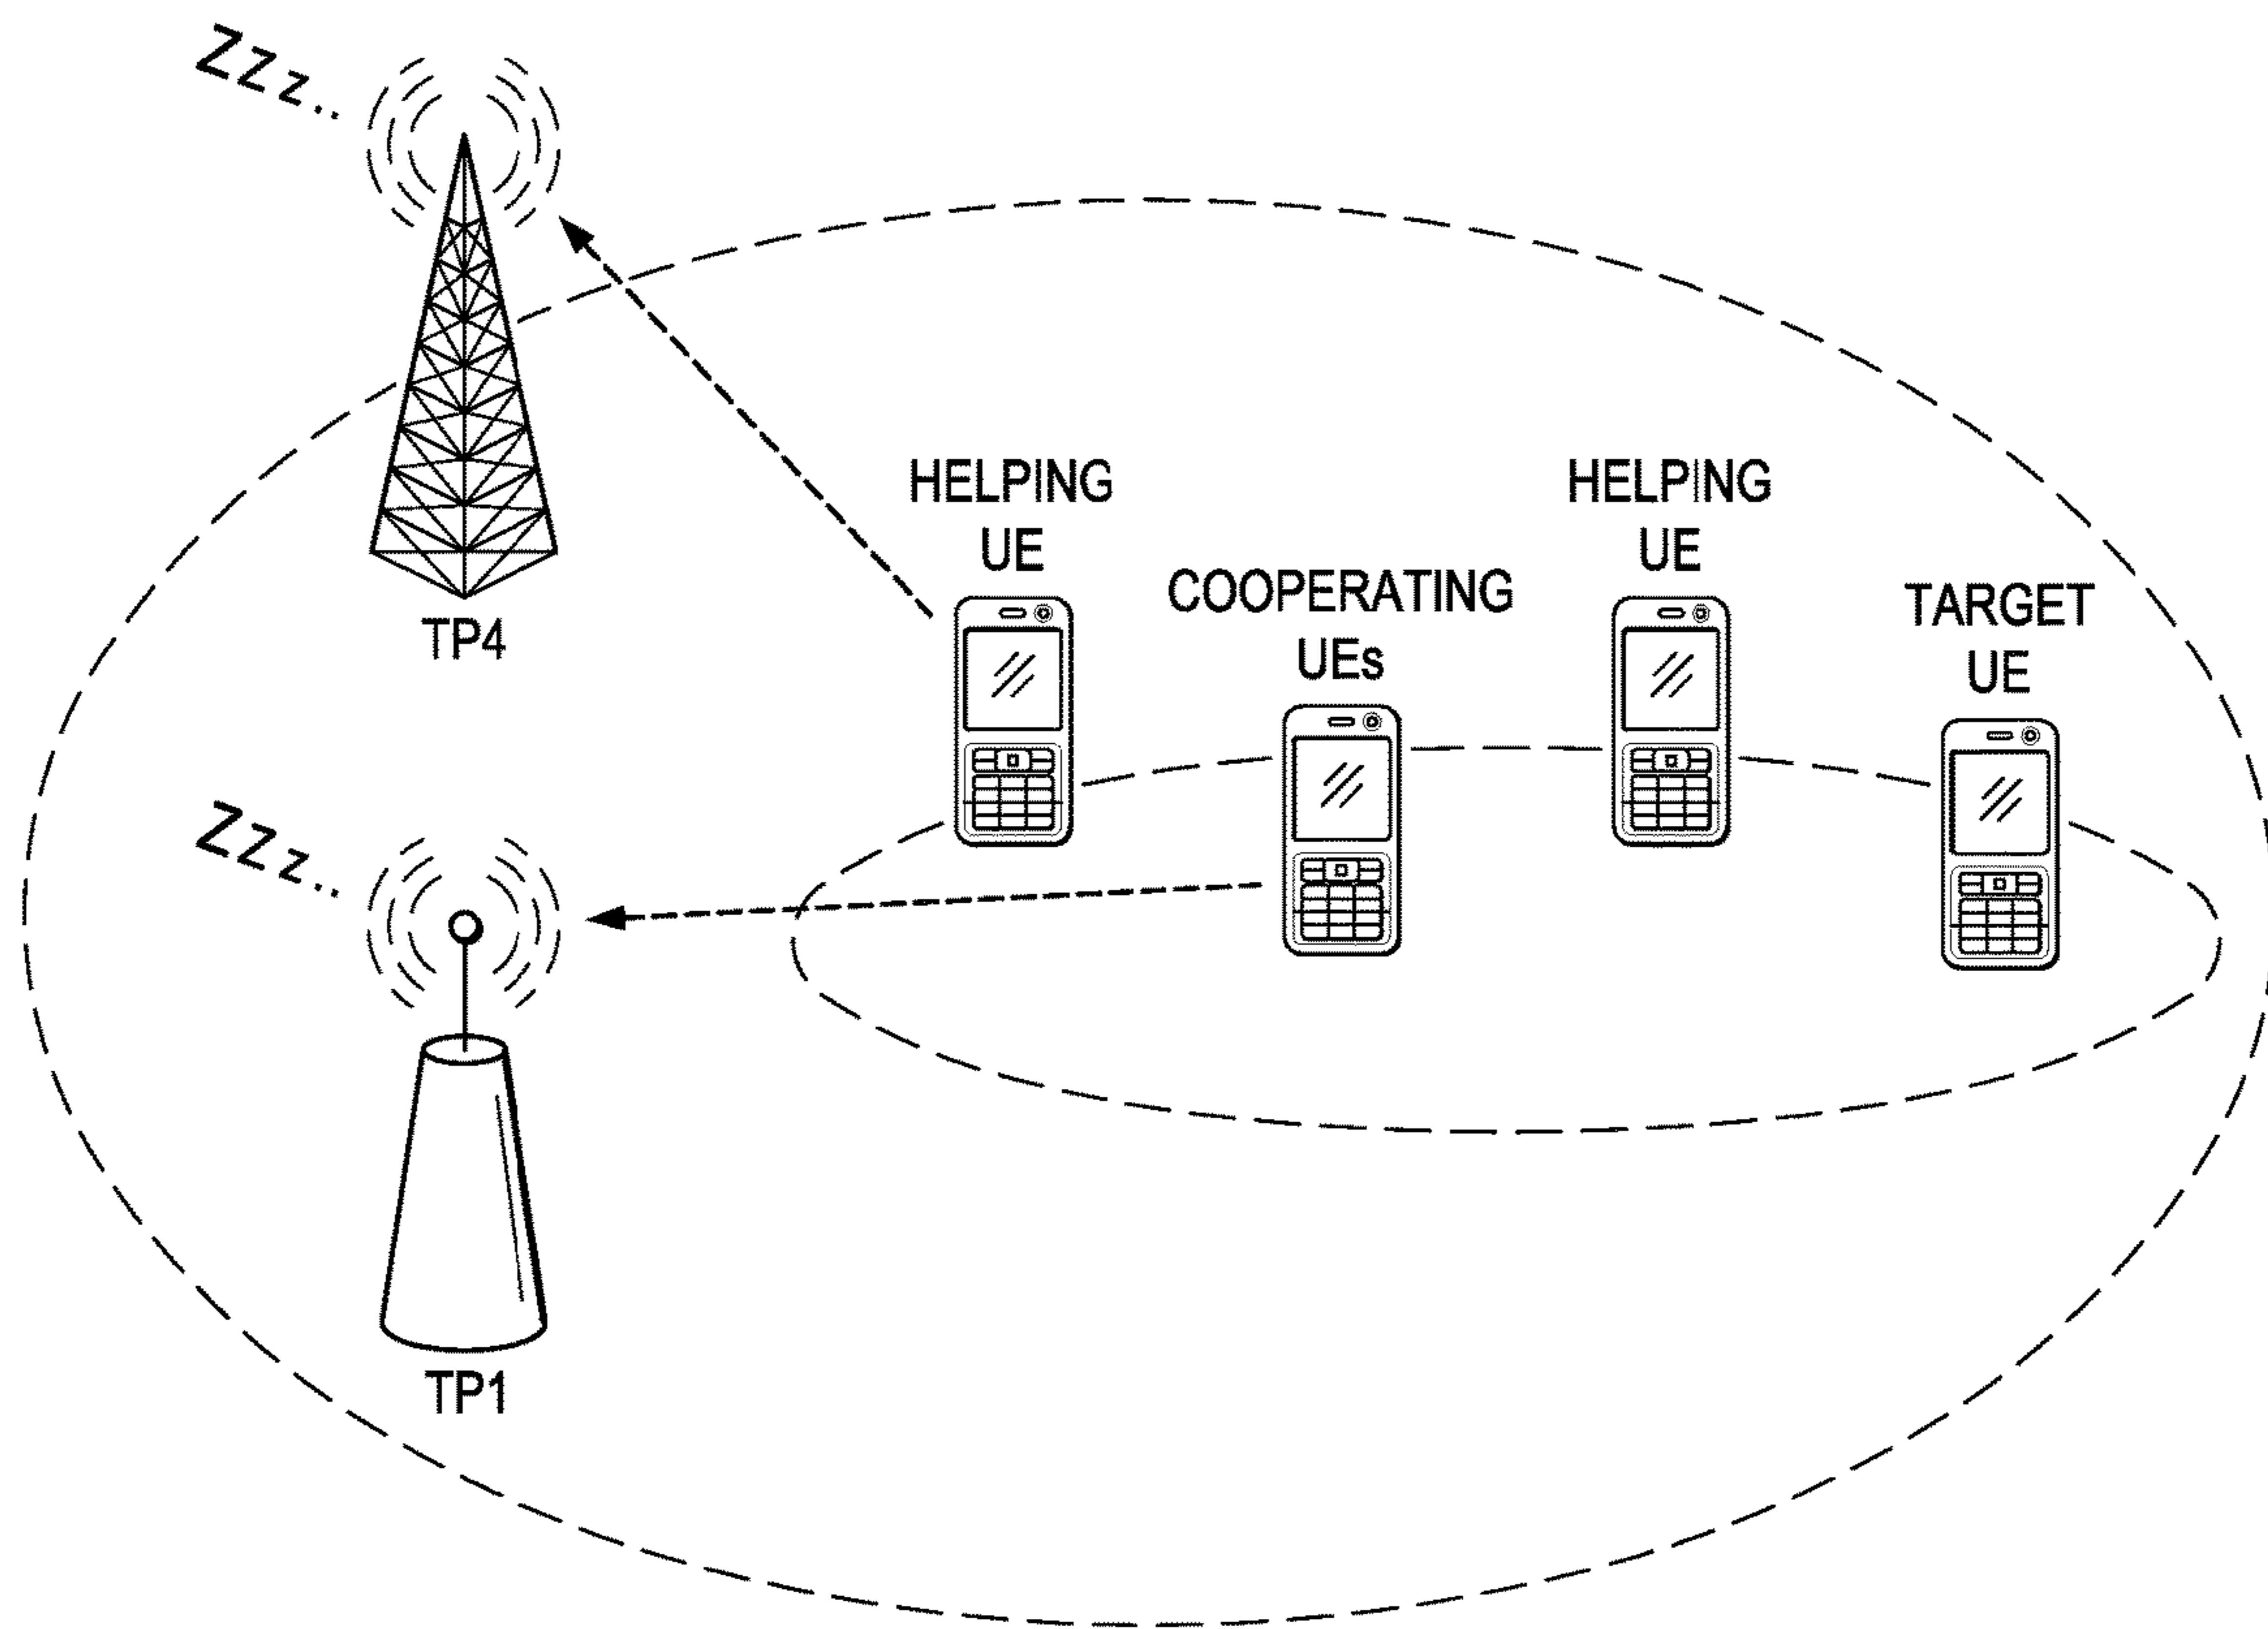 ZZz..
HELPING
UE
HELPING
UE
COOPERATING
UEs
TARGET
UE
TP4
ZZz..
TP1